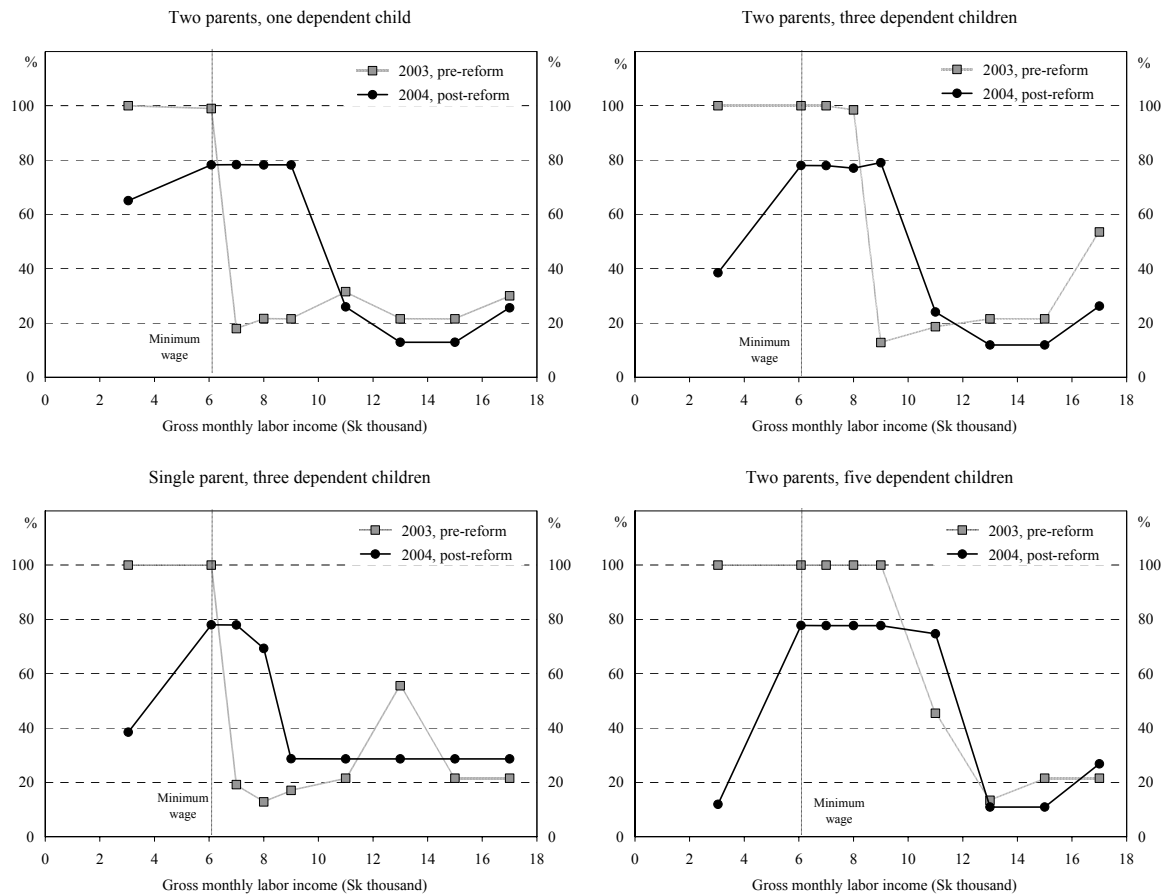 Two parents, one dependent child
% %
2003, pre-reform
2004, post-reform
100 100
80 80
60 60
40 40
20 20
0 0
Minimum
wage
0 2 4 6 8 10 12 14 16 18
Gross monthly labor income (Sk thousand)
Two parents, three dependent children
% %
2003, pre-reform
2004, post-reform
100 100
80 80
60 60
40 40
20 20
0 0
Minimum
wage
0 2 4 6 8 10 12 14 16 18
Gross monthly labor income (Sk thousand)
Single parent, three dependent children
% %
2003, pre-reform
2004, post-reform
100 100
80 80
60 60
40 40
20 20
0 0
Minimum
wage
0 2 4 6 8 10 12 14 16 18
Gross monthly labor income (Sk thousand)
Two parents, five dependent children
% %
2003, pre-reform
2004, post-reform
100 100
80 80
60 60
40 40
20 20
0 0
Minimum
wage
0 2 4 6 8 10 12 14 16 18
Gross monthly labor income (Sk thousand)